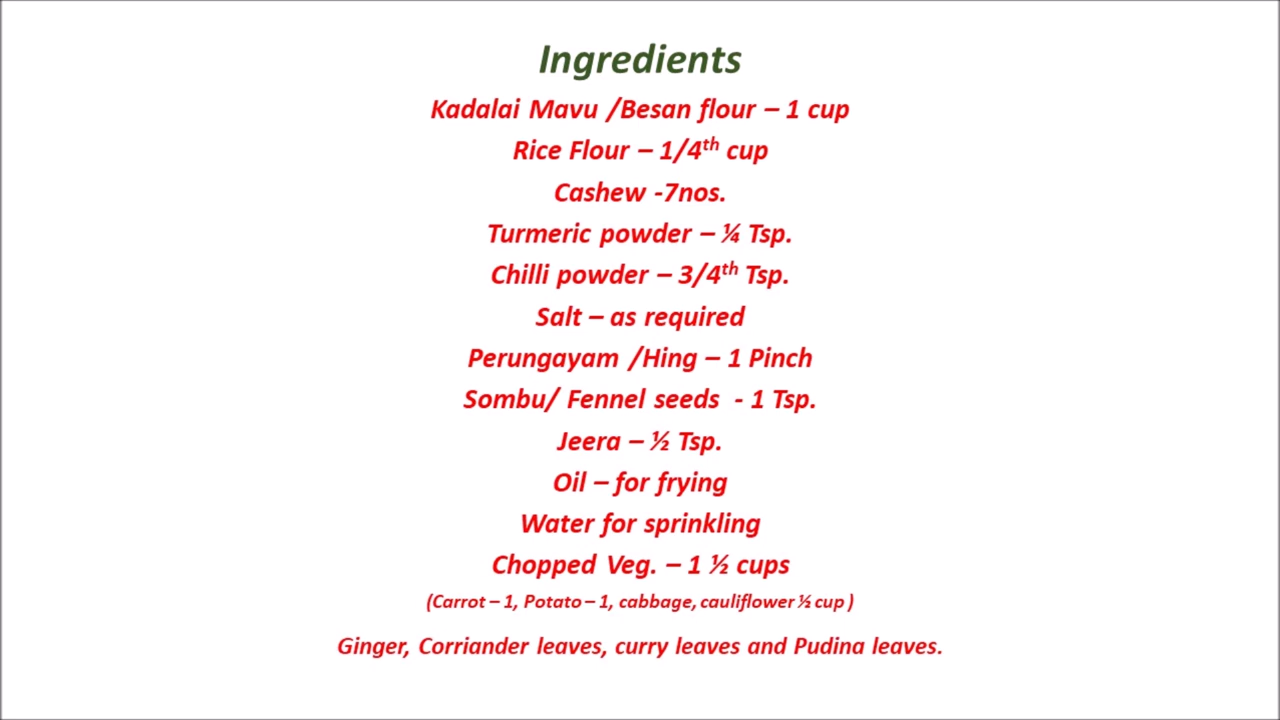 Ingredients
Kadalai Mavu /Besan flour – 1 cup
Rice Flour – 1/4th cup
Cashew -7nos.
Turmeric powder – ¼ Tsp.
Chilli powder – 3/4th Tsp.
Salt – as required
Perungayam /Hing – 1 Pinch
Sombu/ Fennel seeds - 1 Tsp.
Jeera – ½ Tsp.
Oil – for frying
Water for sprinkling
Chopped Veg. – 1 ½ cups
(Carrot – 1, Potato – 1, cabbage, cauliflower ½ cup )
Ginger, Corriander leaves, curry leaves and Pudina leaves.